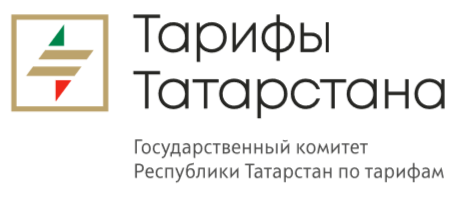 Тарифы
Татарстана
Государственный комитет
Республики Татарстан по тарифам